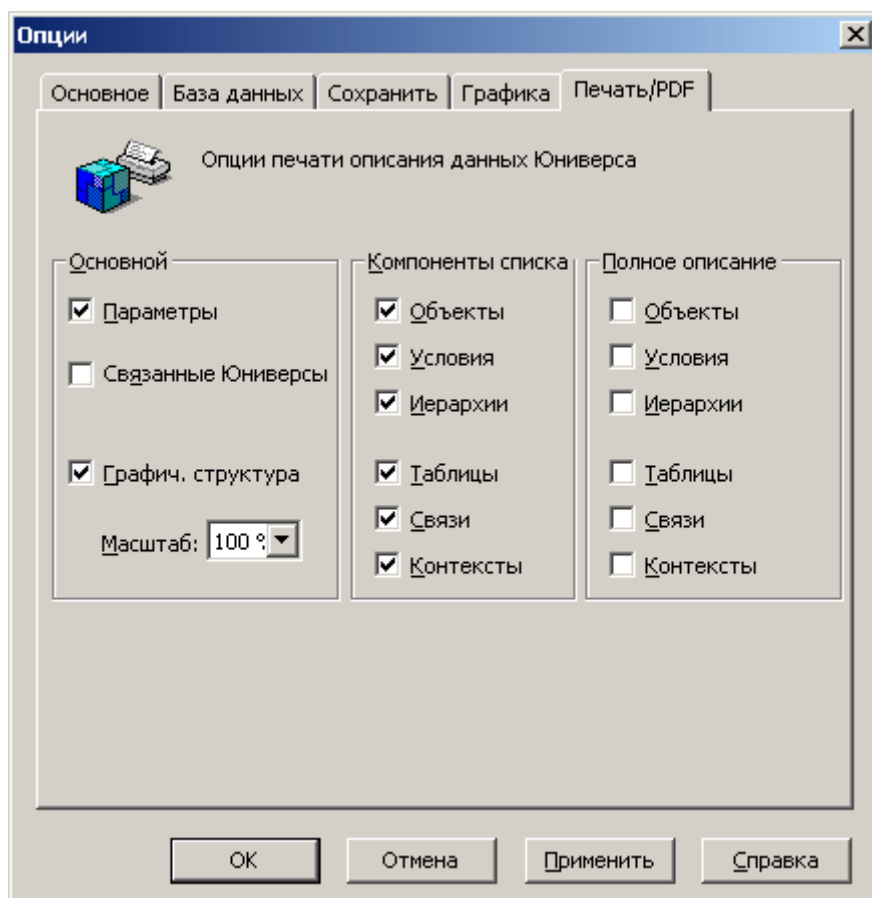 Опции
Основное База данных Сохранить Графика Печать/PDF
Опции печати описания данных Юниверса
Основной
Параметры
Связанные Юниверсы
Графич. структура
Масштаб: 100 %
Компоненты списка
Объекты
Условия
Иерархии
Таблицы
Связи
Контексты
Полное описание
Объекты
Условия
Иерархии
Таблицы
Связи
Контексты
OK Отмена Применить Справка